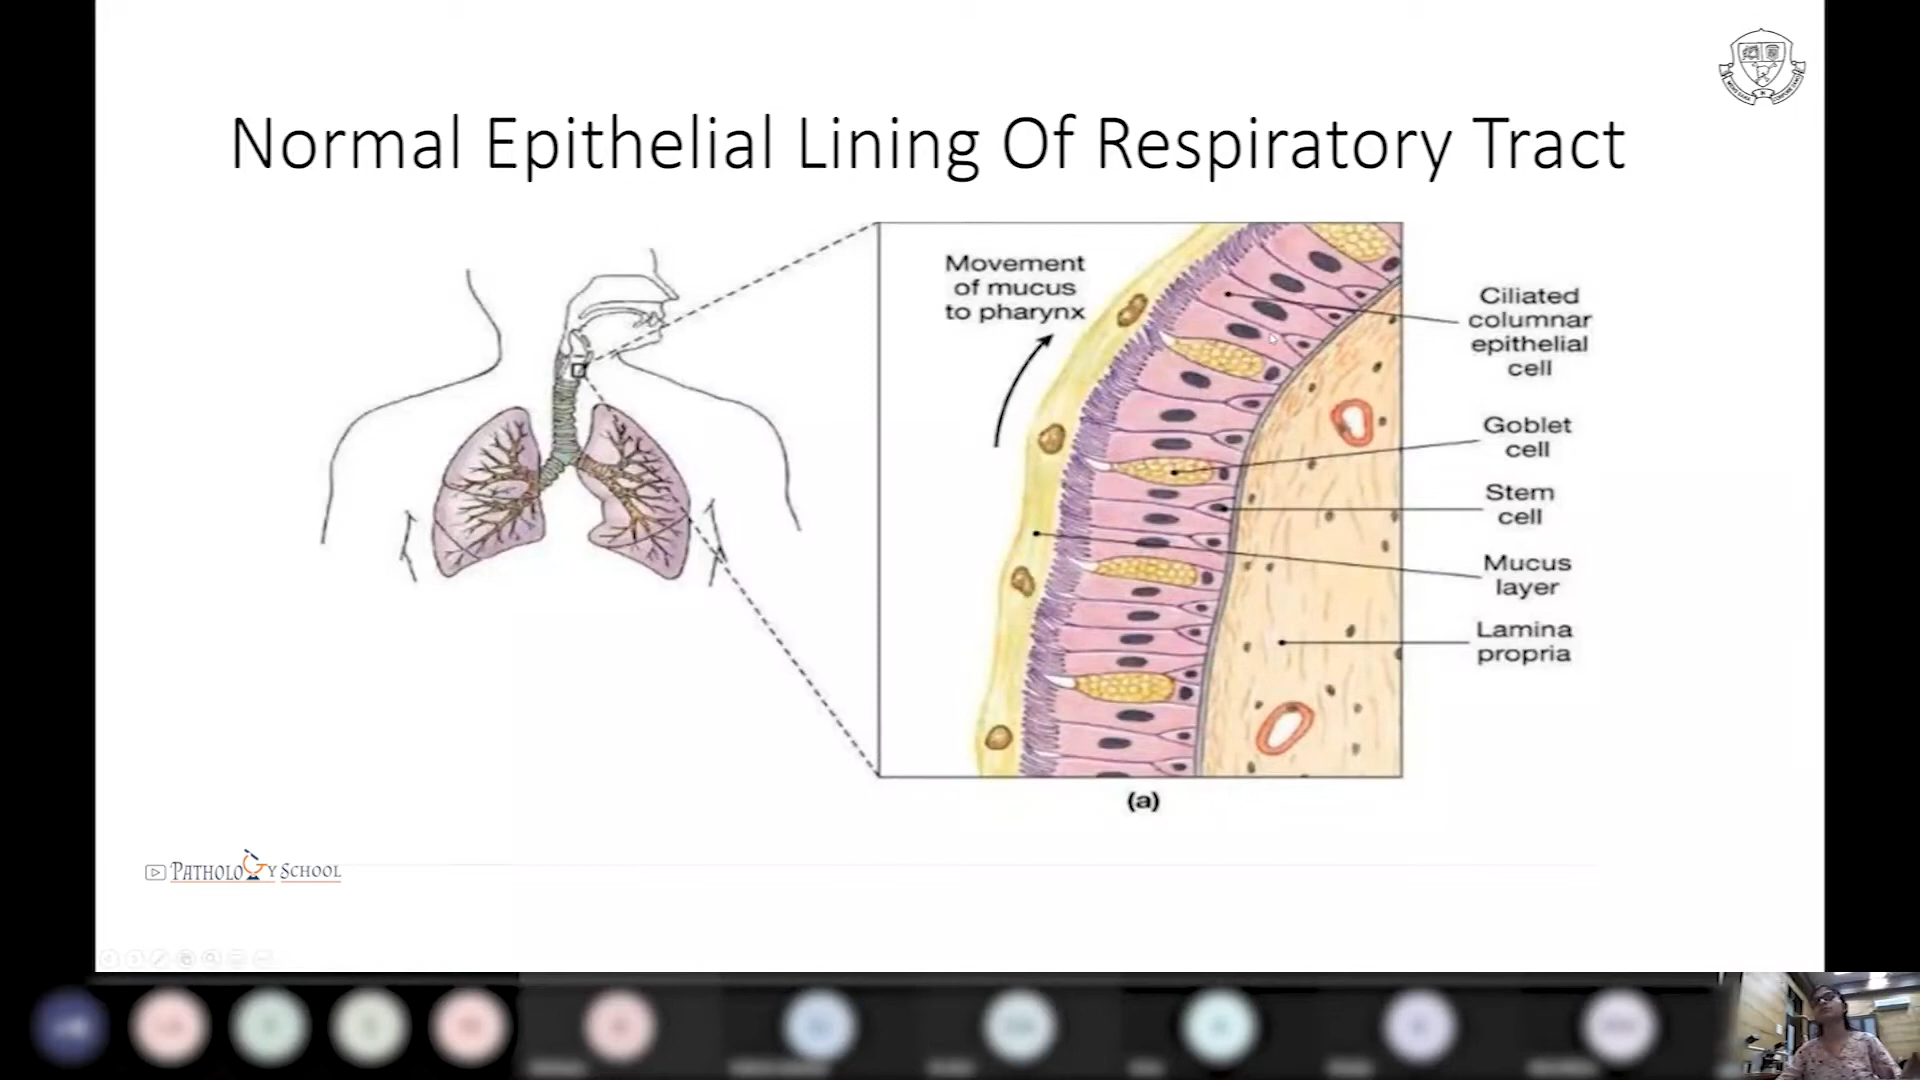 Normal Epithelial Lining Of Respiratory Tract
Movement
of mucus
to pharynx
Ciliated
columnar
epithelial
cell
Goblet
cell
Stem
cell
Mucus
layer
Lamina
propria
(a)
PATHOLOGY SCHOOL